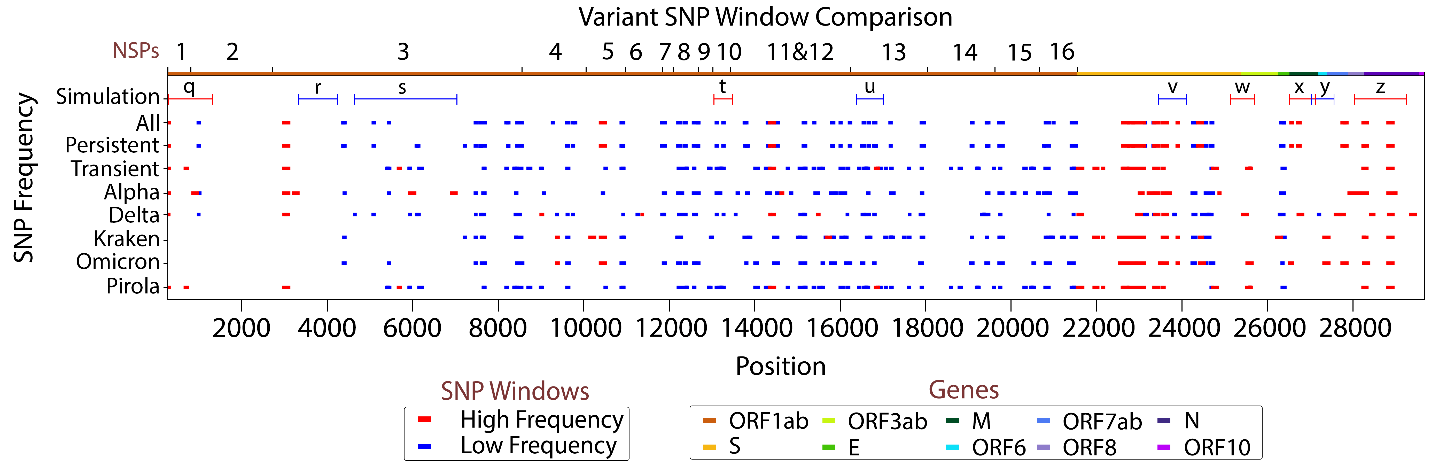 Variant SNP Window Comparison
NSPs 1 2 3 4 5 6 7 8 9 10 11&12 13 14 15 16
SNP Frequency
Simulation q r s t u v w x y z
All
Persistent
Transient
Alpha
Delta
Kraken
Omicron
Pirola
2000 4000 6000 8000 10000 12000 14000 16000 18000 20000 22000 24000 26000 28000
Position
SNP Windows
High Frequency
Low Frequency
Genes
ORF1ab ORF3ab M ORF7ab N
S E ORF6 ORF8 ORF10